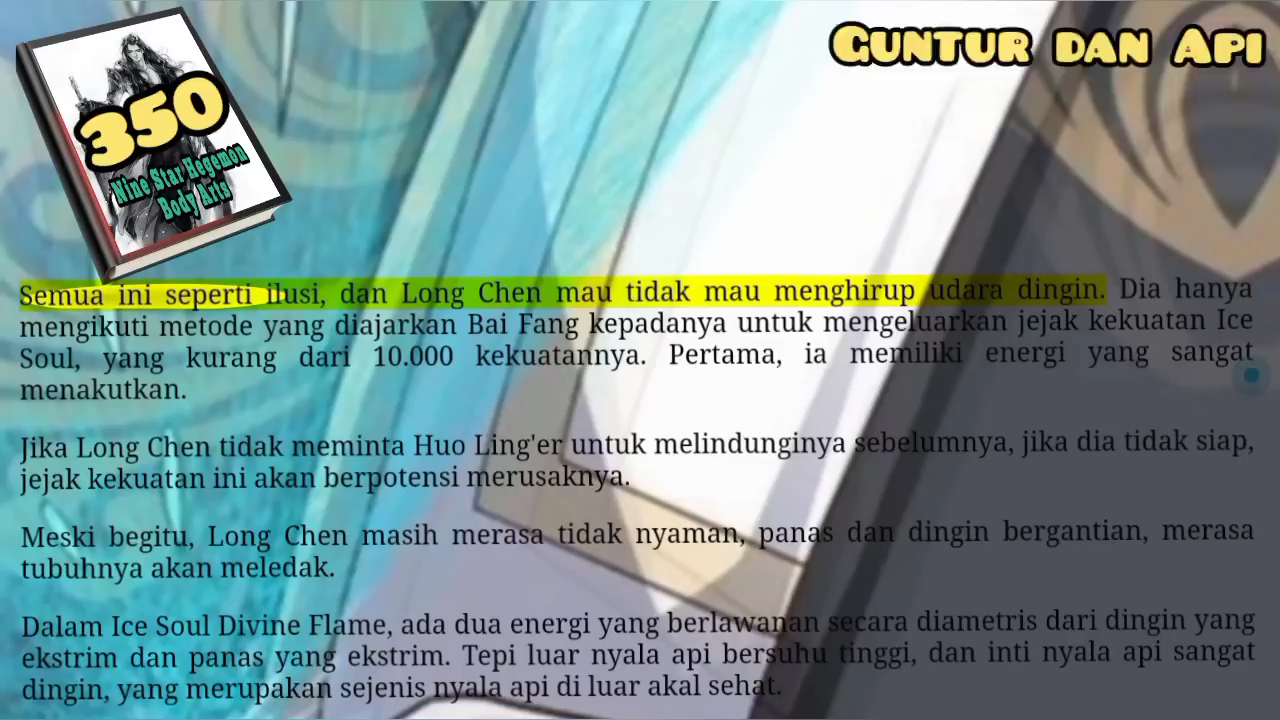 Guntur dan Api
350
Nine Star Hegemon
Body Arts
Semua ini seperti ilusi, dan Long Chen mau tidak mau menghirup udara dingin. Dia hanya
mengikuti metode yang diajarkan Bai Fang kepadanya untuk mengeluarkan jejak kekuatan Ice
Soul, yang kurang dari 10.000 kekuatannya. Pertama, ia memiliki energi yang sangat
menakutkan.
Jika Long Chen tidak meminta Huo Ling'er untuk melindunginya sebelumnya, jika dia tidak siap,
jejak kekuatan ini akan berpotensi merusaknya.
Meski begitu, Long Chen masih merasa tidak nyaman, panas dan dingin bergantian, merasa
tubuhnya akan meledak.
Dalam Ice Soul Divine Flame, ada dua energi yang berlawanan secara diametris dari dingin yang
ekstrim dan panas yang ekstrim. Tepi luar nyala api bersuhu tinggi, dan inti nyala api sangat
dingin, yang merupakan sejenis nyala api di luar akal sehat.